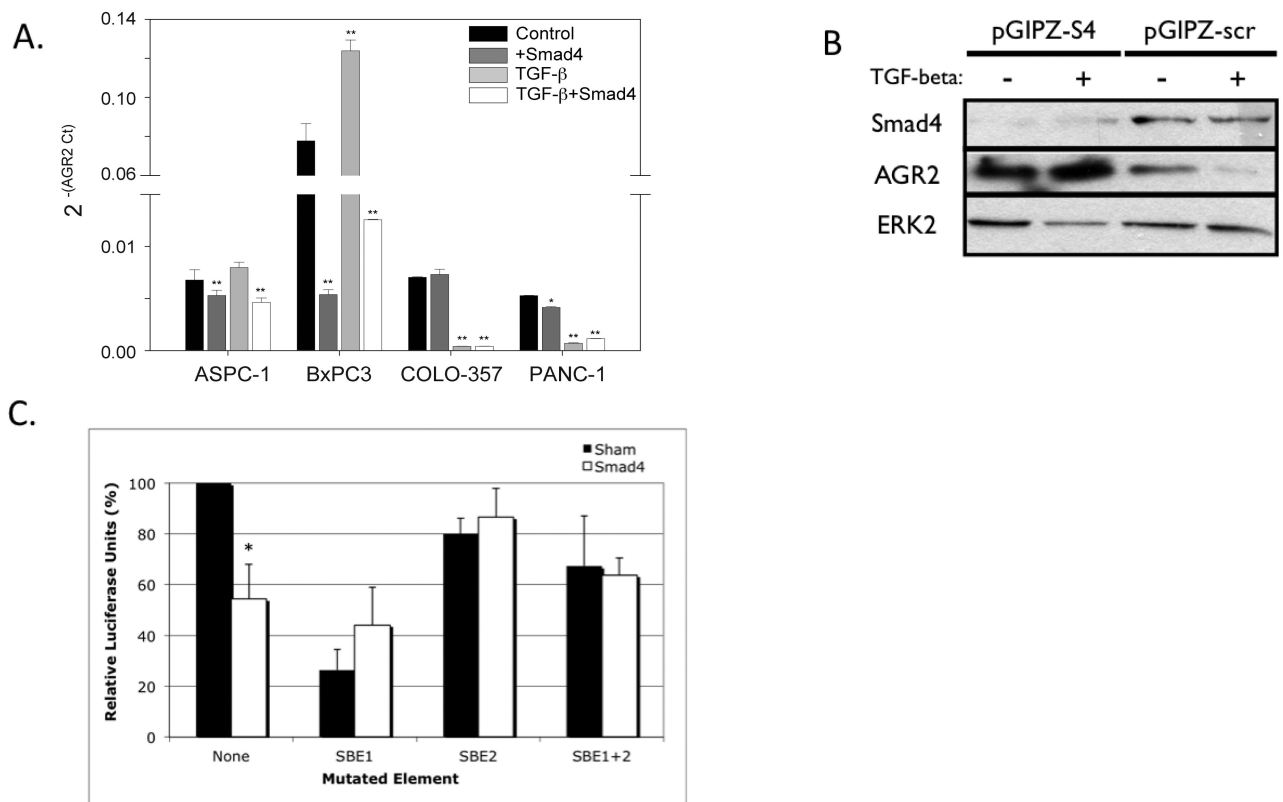 A.
0.14
0.10
0.06
0.01
0.00
2^-(AGR2 Ct)
Control
+Smad4
TGF-β
TGF-β+Smad4
** ** ** ** ** ** ** * ** **
ASPC-1 BxPC3 COLO-357 PANC-1
B
pGIPZ-S4 pGIPZ-scr
TGF-beta: - + - +
Smad4
AGR2
ERK2
C.
Sham
Smad4
Relative Luciferase Units (%)
100
80
60
40
20
0
*
None SBE1 SBE2 SBE1+2
Mutated Element